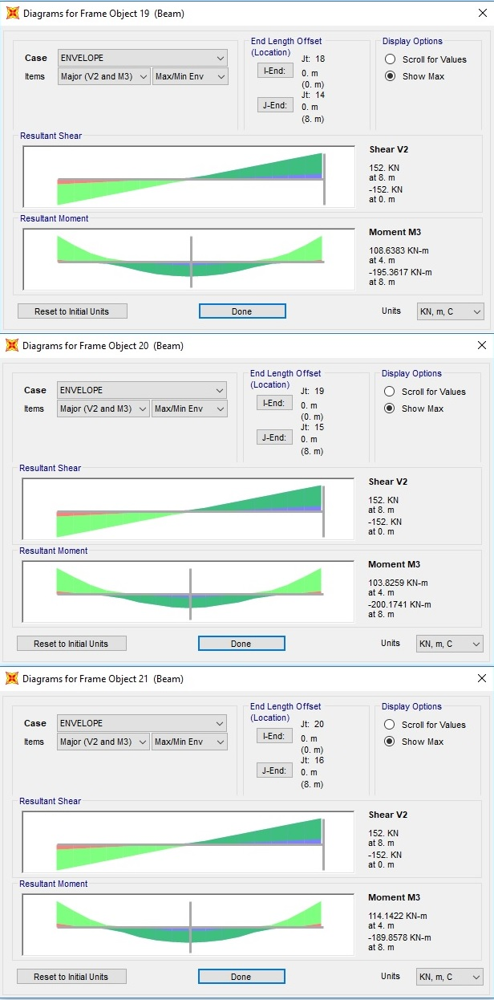 Diagrams for Frame Object 19 (Beam)
Case ENVELOPE
Items Major (V2 and M3) Max/Min Env
End Length Offset
(Location)
Jt: 18
I-End: 0. m
(0. m)
Jt: 14
J-End: 0. m
(8. m)
Display Options
Scroll for Values
Show Max
Resultant Shear
Shear V2
152. KN
at 8. m
-152. KN
at 0. m
Resultant Moment
Moment M3
108.6383 KN-m
at 4. m
-195.3617 KN-m
at 8. m
Reset to Initial Units Done Units KN, m, C
Diagrams for Frame Object 20 (Beam)
Case ENVELOPE
Items Major (V2 and M3) Max/Min Env
End Length Offset
(Location)
Jt: 19
I-End: 0. m
(0. m)
Jt: 15
J-End: 0. m
(8. m)
Display Options
Scroll for Values
Show Max
Resultant Shear
Shear V2
152. KN
at 8. m
-152. KN
at 0. m
Resultant Moment
Moment M3
103.8259 KN-m
at 4. m
-200.1741 KN-m
at 8. m
Reset to Initial Units Done Units KN, m, C
Diagrams for Frame Object 21 (Beam)
Case ENVELOPE
Items Major (V2 and M3) Max/Min Env
End Length Offset
(Location)
Jt: 20
I-End: 0. m
(0. m)
Jt: 16
J-End: 0. m
(8. m)
Display Options
Scroll for Values
Show Max
Resultant Shear
Shear V2
152. KN
at 8. m
-152. KN
at 0. m
Resultant Moment
Moment M3
114.1422 KN-m
at 4. m
-189.8578 KN-m
at 8. m
Reset to Initial Units Done Units KN, m, C